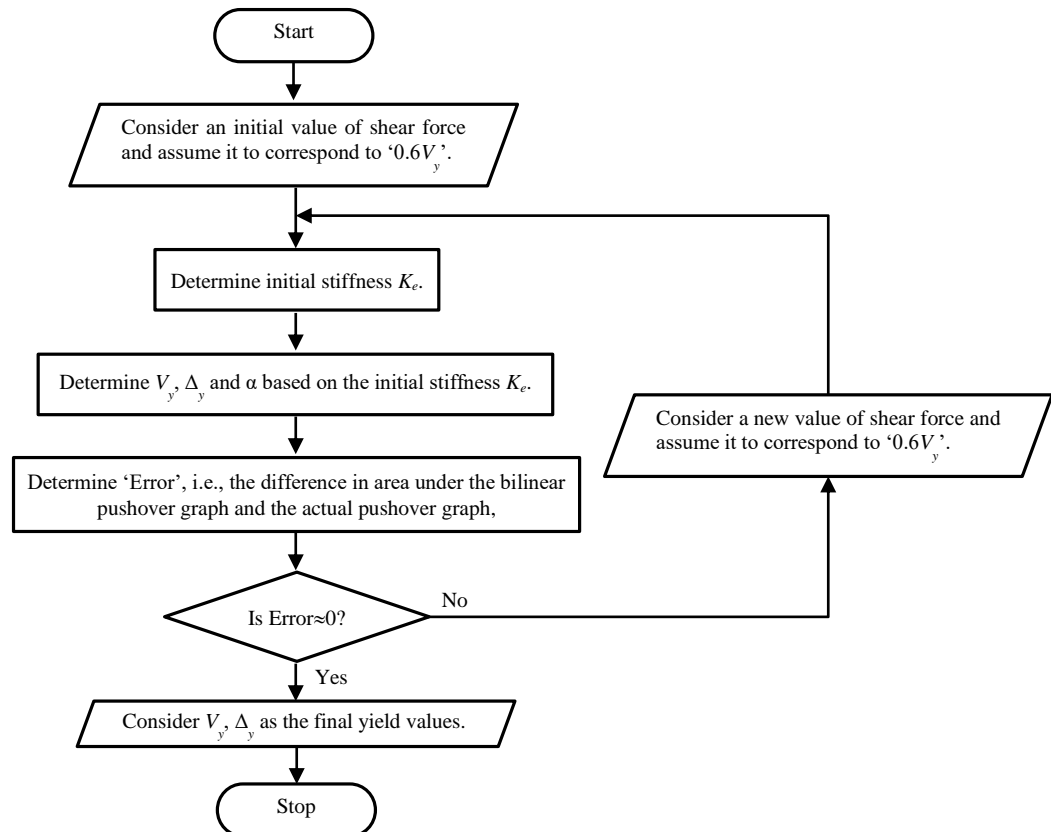 Start
Consider an initial value of shear force
and assume it to correspond to ‘0.6Vy’.
Determine initial stiffness Ke.
Determine Vy, Δy and α based on the initial stiffness Ke.
Consider a new value of shear force and
assume it to correspond to ‘0.6Vy’.
Determine ‘Error’, i.e., the difference in area under the bilinear
pushover graph and the actual pushover graph,
Is Error≈0?
No
Yes
Consider Vy, Δy as the final yield values.
Stop